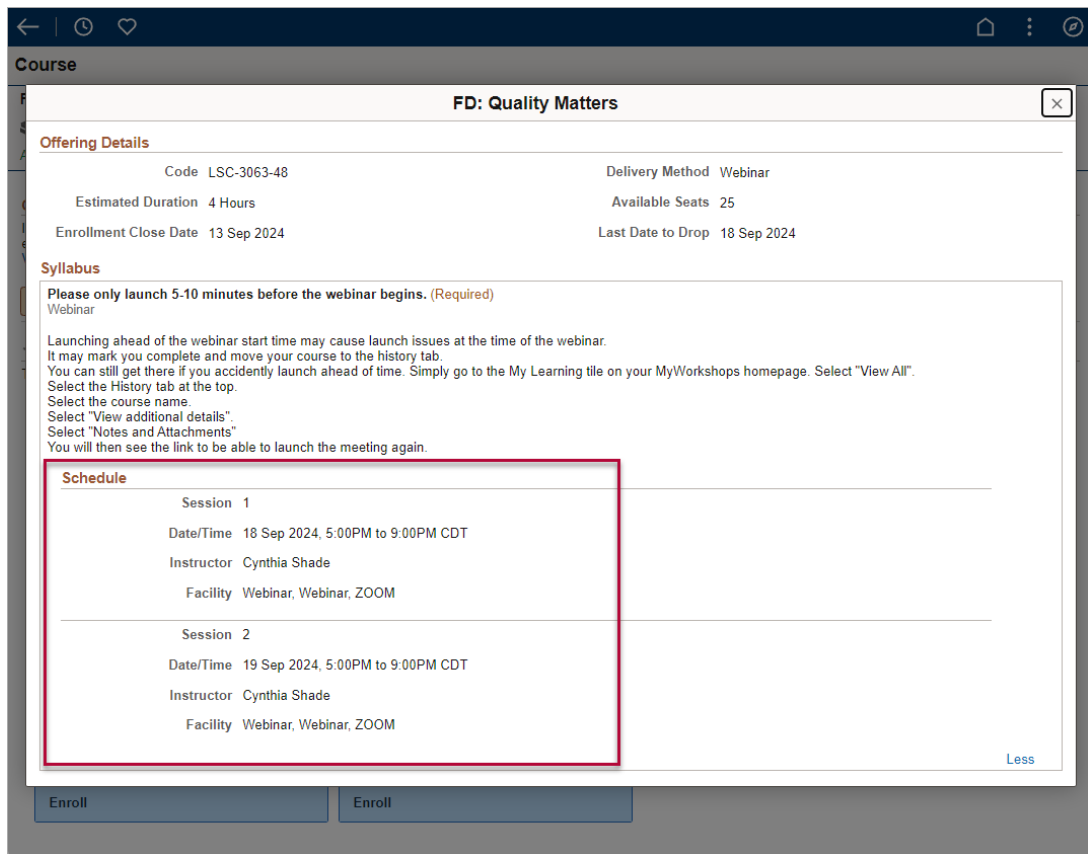 Course
FD: Quality Matters
Offering Details
Code LSC-3063-48
Delivery Method Webinar
Estimated Duration 4 Hours
Available Seats 25
Enrollment Close Date 13 Sep 2024
Last Date to Drop 18 Sep 2024
Syllabus
Please only launch 5-10 minutes before the webinar begins. (Required)
Webinar
Launching ahead of the webinar start time may cause launch issues at the time of the webinar.
It may mark you complete and move your course to the history tab.
You can still get there if you accidently launch ahead of time. Simply go to the My Learning tile on your MyWorkshops homepage. Select "View All".
Select the History tab at the top.
Select the course name.
Select "View additional details".
Select "Notes and Attachments"
You will then see the link to be able to launch the meeting again.
Schedule
Session 1
Date/Time 18 Sep 2024, 5:00PM to 9:00PM CDT
Instructor Cynthia Shade
Facility Webinar, Webinar, ZOOM
Session 2
Date/Time 19 Sep 2024, 5:00PM to 9:00PM CDT
Instructor Cynthia Shade
Facility Webinar, Webinar, ZOOM
Less
Enroll
Enroll